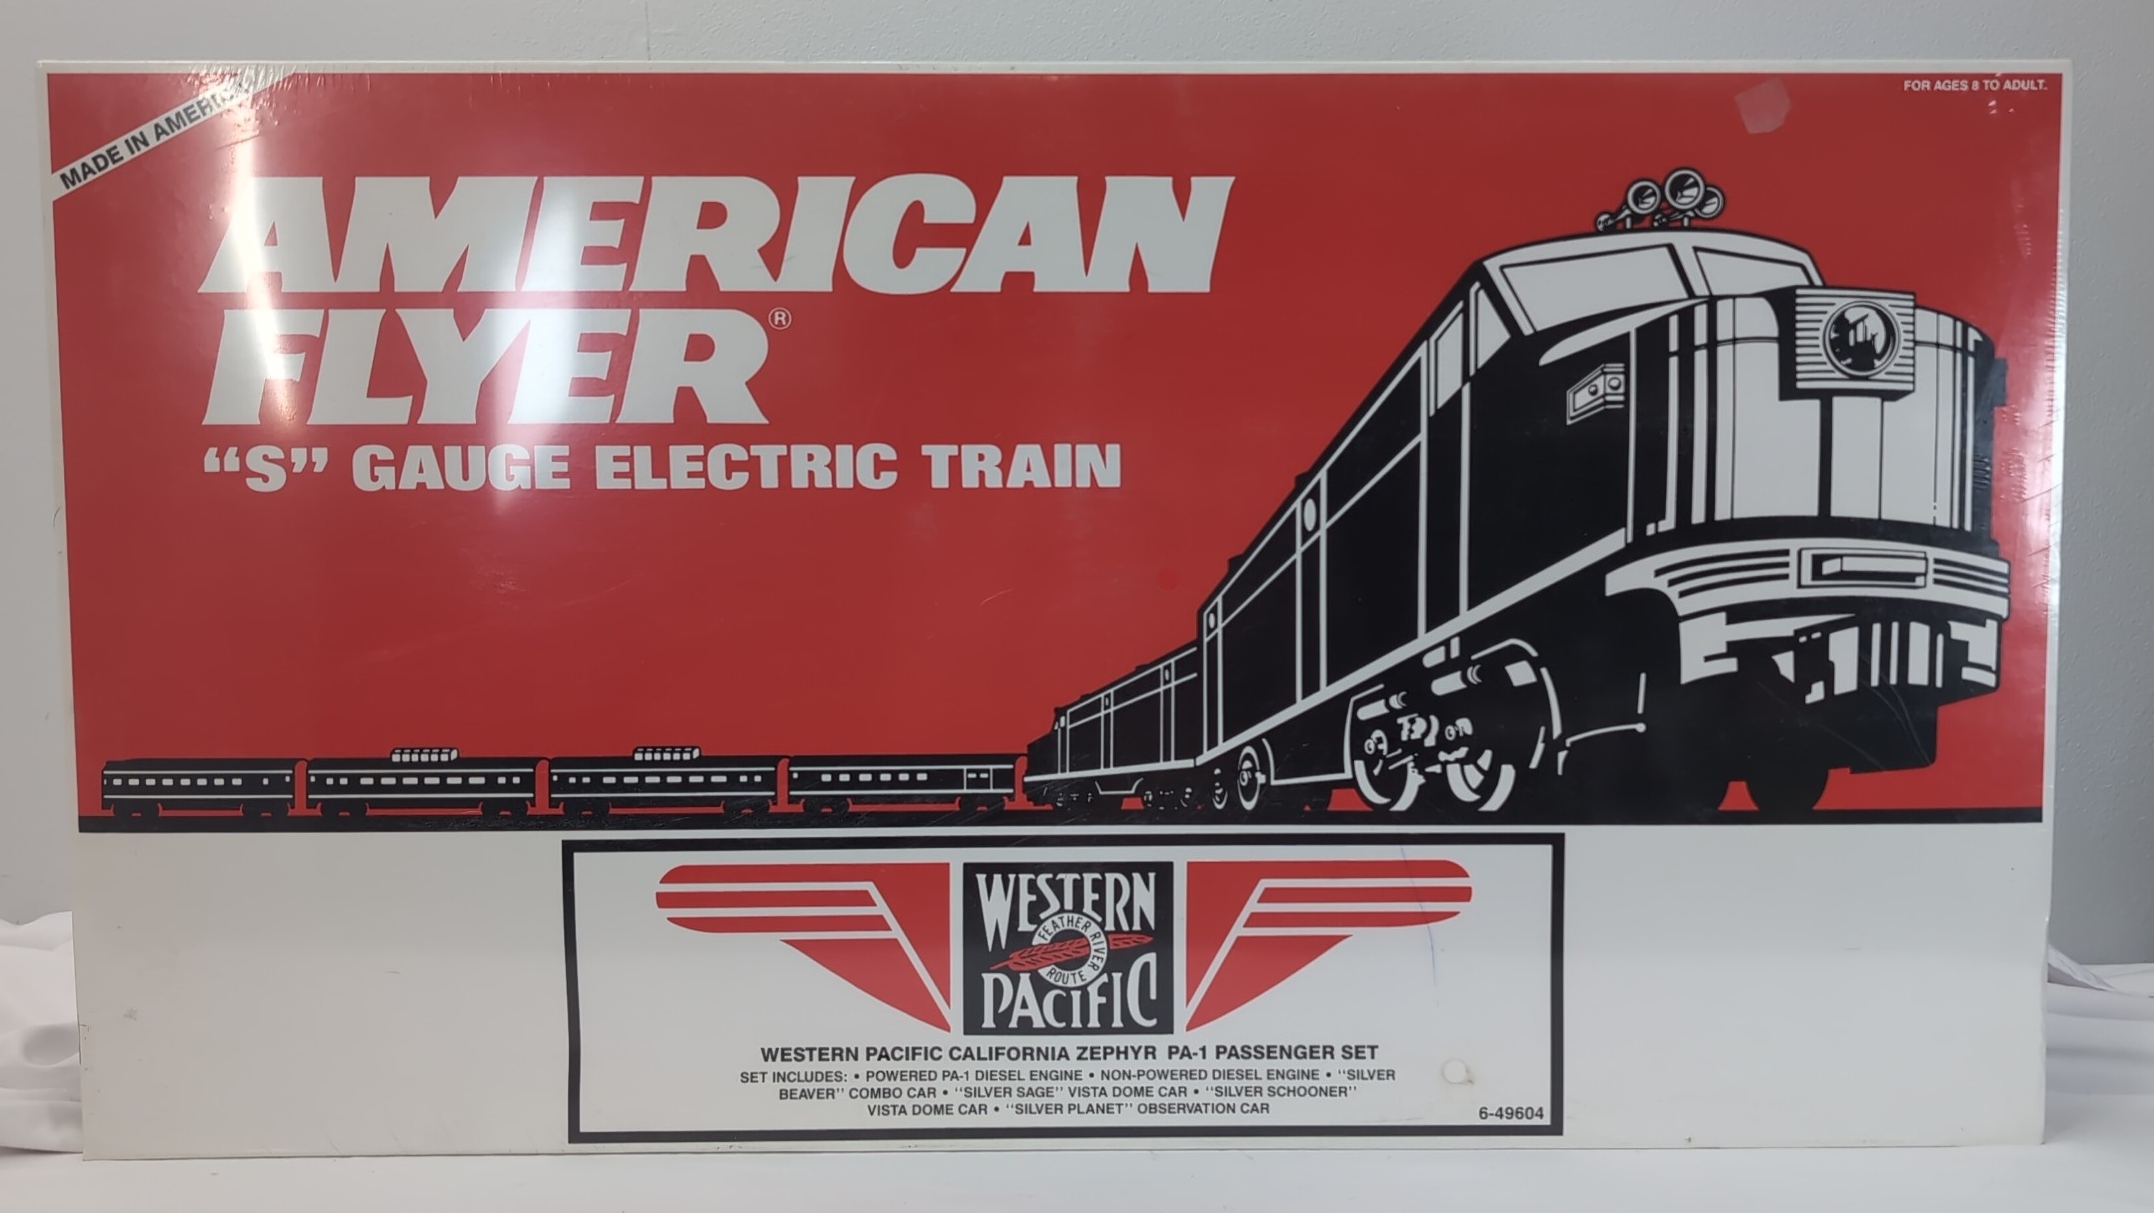 MADE IN AMERICA
FOR AGES 8 TO ADULT.
AMERICAN
FLYER®
“S” GAUGE ELECTRIC TRAIN
WESTERN
FEATHER RIVER
ROUTE
PACIFIC
WESTERN PACIFIC CALIFORNIA ZEPHYR PA-1 PASSENGER SET
SET INCLUDES: • POWERED PA-1 DIESEL ENGINE • NON-POWERED DIESEL ENGINE • "SILVER
BEAVER" COMBO CAR • "SILVER SAGE" VISTA DOME CAR • "SILVER SCHOONER"
VISTA DOME CAR • "SILVER PLANET" OBSERVATION CAR
6-49604